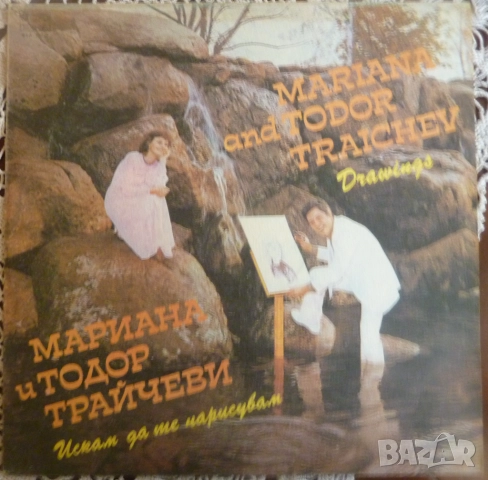 MARIANA
and TODOR
TRAICHEV
Drawings
МАРИАНА
и ТОДОР
ТРАЙЧЕВИ
Искам да те нарисувам
BAZAR